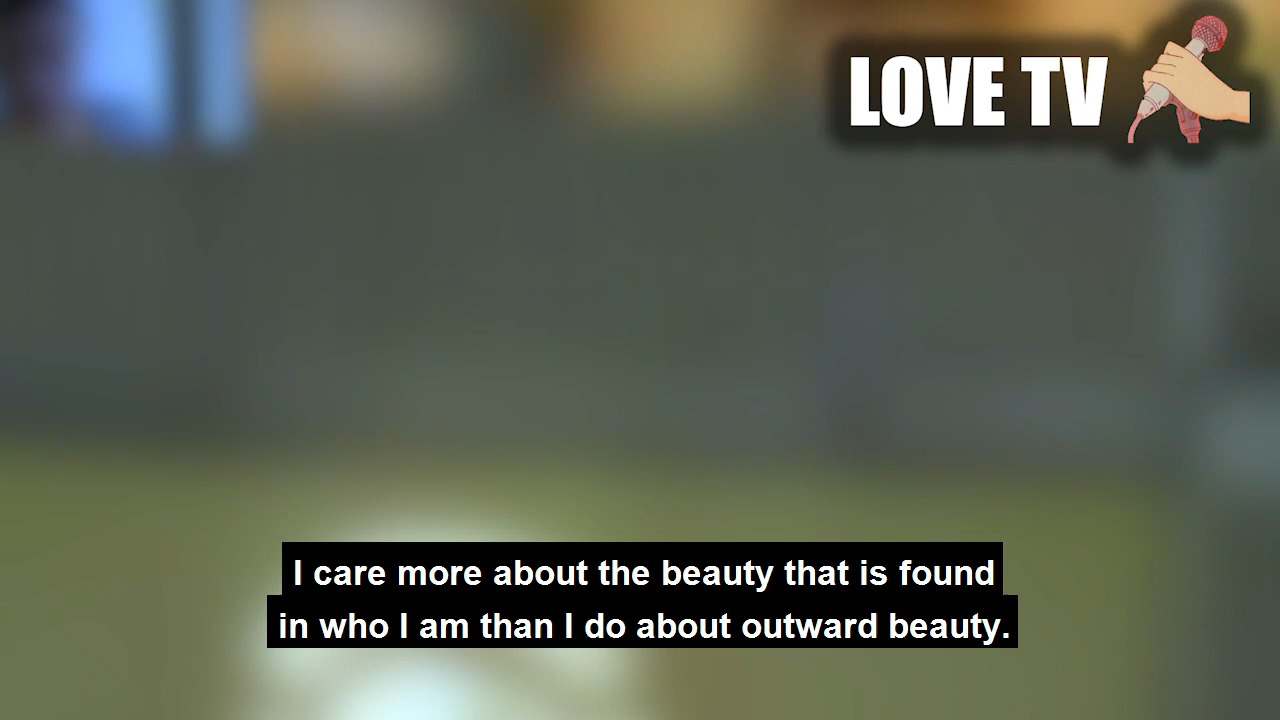 LOVE TV
I care more about the beauty that is found
in who I am than I do about outward beauty.